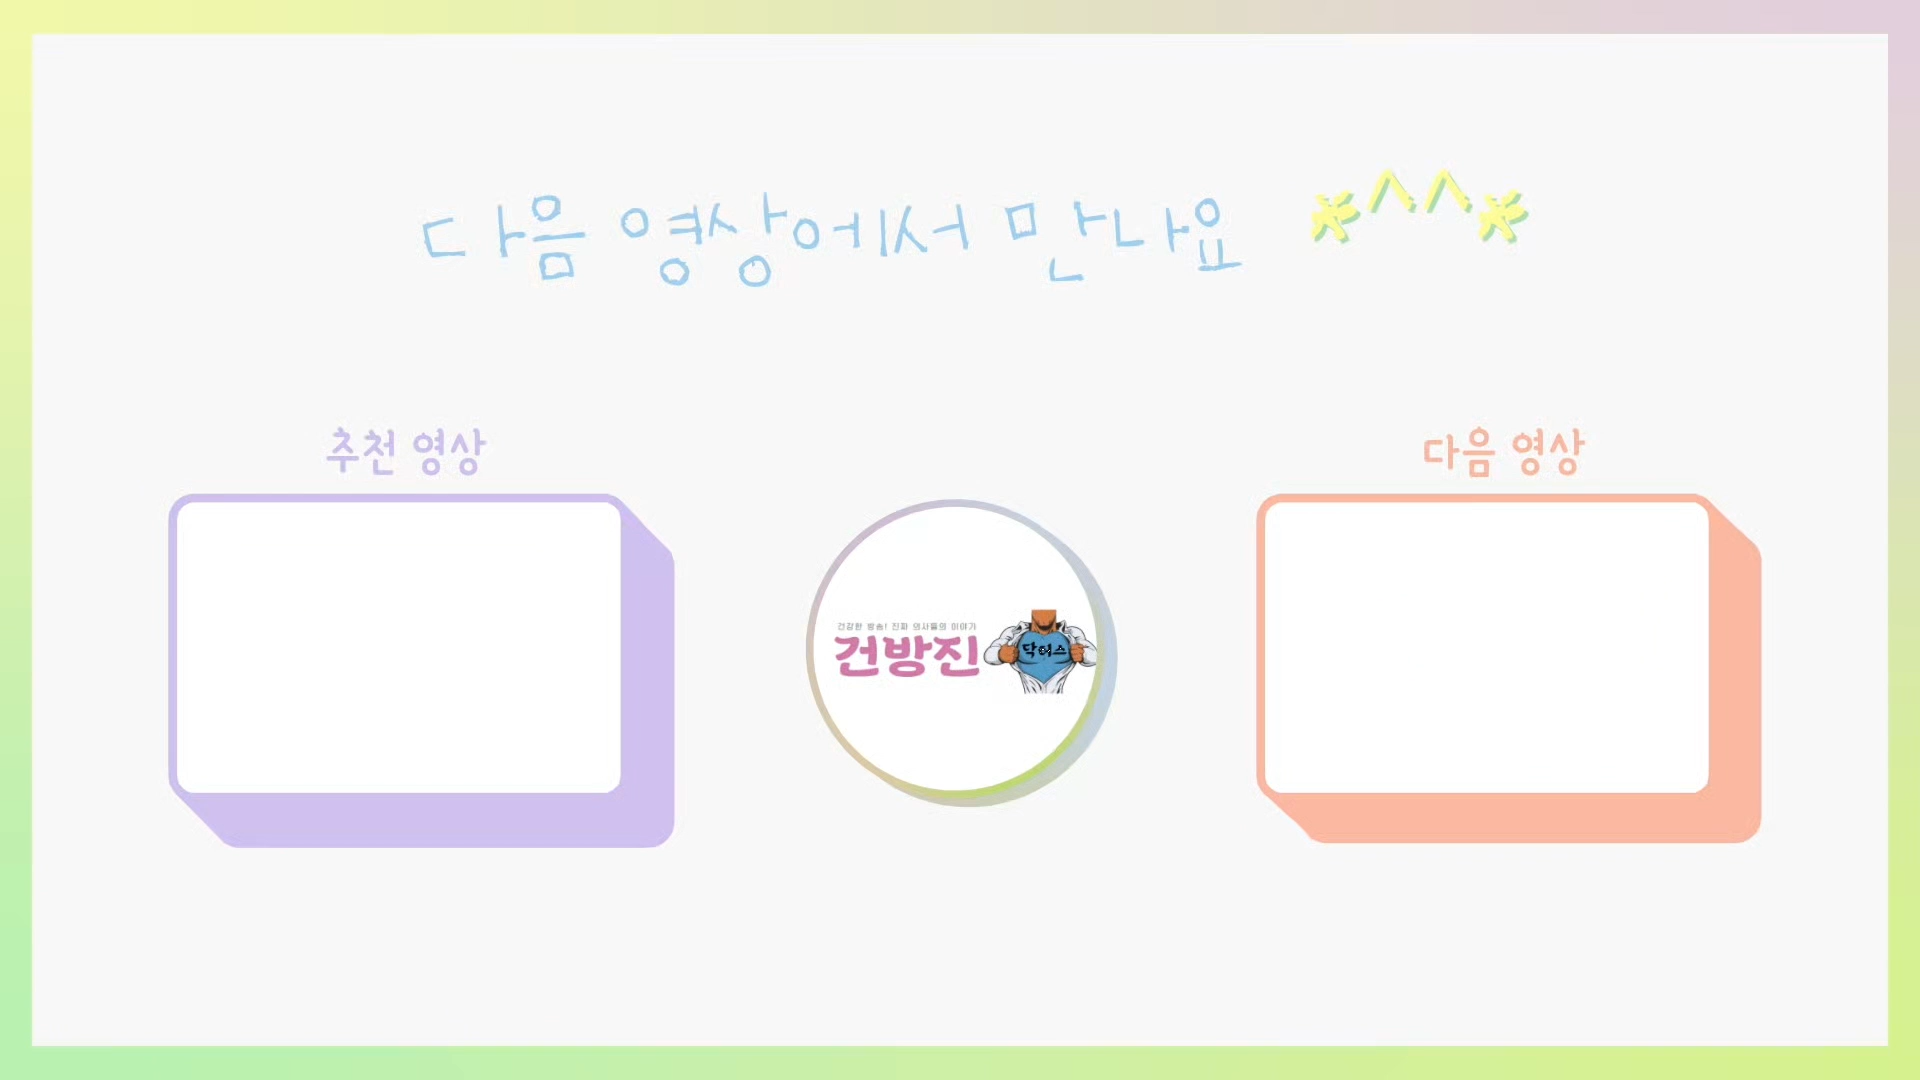 다음 영상에서 만나요 *^^*
추천 영상
다음 영상
건강한 방송! 진짜 의사들의 이야기
건방진
닥어스